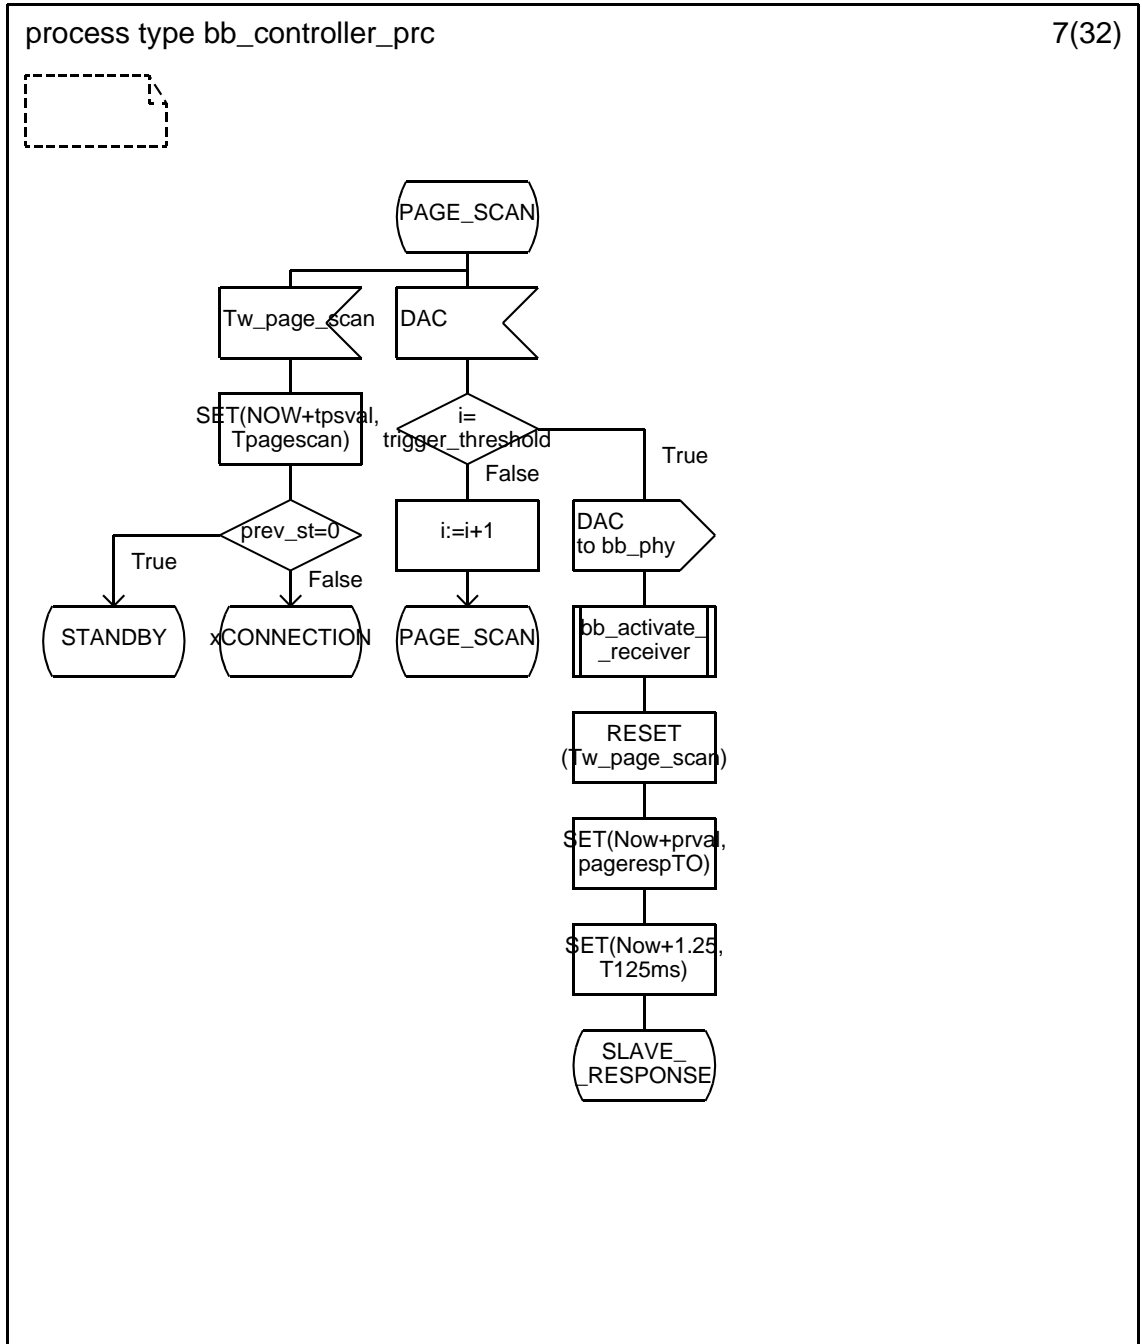 process type bb_controller_prc
7(32)
PAGE_SCAN
Tw_page_scan
DAC
SET(NOW+tpsval,
Tpagescan)
i=
trigger_threshold
True
False
prev_st=0
i:=i+1
DAC
to bb_phy
True
False
STANDBY
xCONNECTION
PAGE_SCAN
bb_activate_
_receiver
RESET
(Tw_page_scan)
SET(Now+prval,
pagerespTO)
SET(Now+1.25,
T125ms)
SLAVE_
_RESPONSE